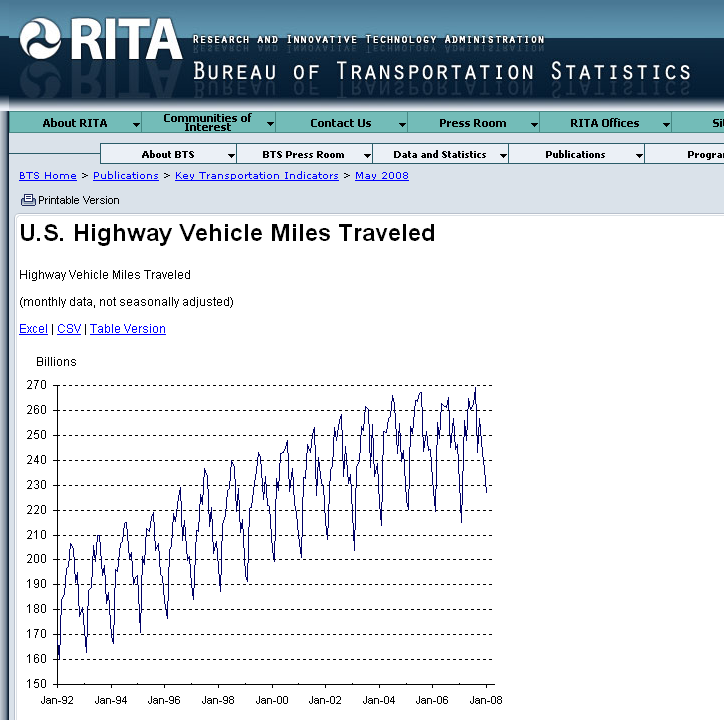 RITA
Research and Innovative Technology Administration
Bureau of Transportation Statistics
About RITA
Communities of
Interest
Contact Us
Press Room
RITA Offices
Si
About BTS
BTS Press Room
Data and Statistics
Publications
Progra
BTS Home > Publications > Key Transportation Indicators > May 2008
Printable Version
U.S. Highway Vehicle Miles Traveled
Highway Vehicle Miles Traveled
(monthly data, not seasonally adjusted)
Excel | CSV | Table Version
Billions
270
260
250
240
230
220
210
200
190
180
170
160
150
Jan-92 Jan-94 Jan-96 Jan-98 Jan-00 Jan-02 Jan-04 Jan-06 Jan-08